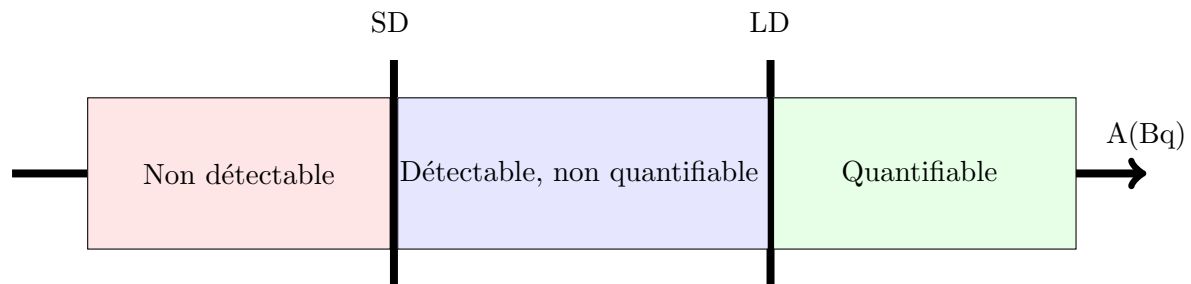 SD
LD
A(Bq)
Non détectable
Détectable, non quantifiable
Quantifiable